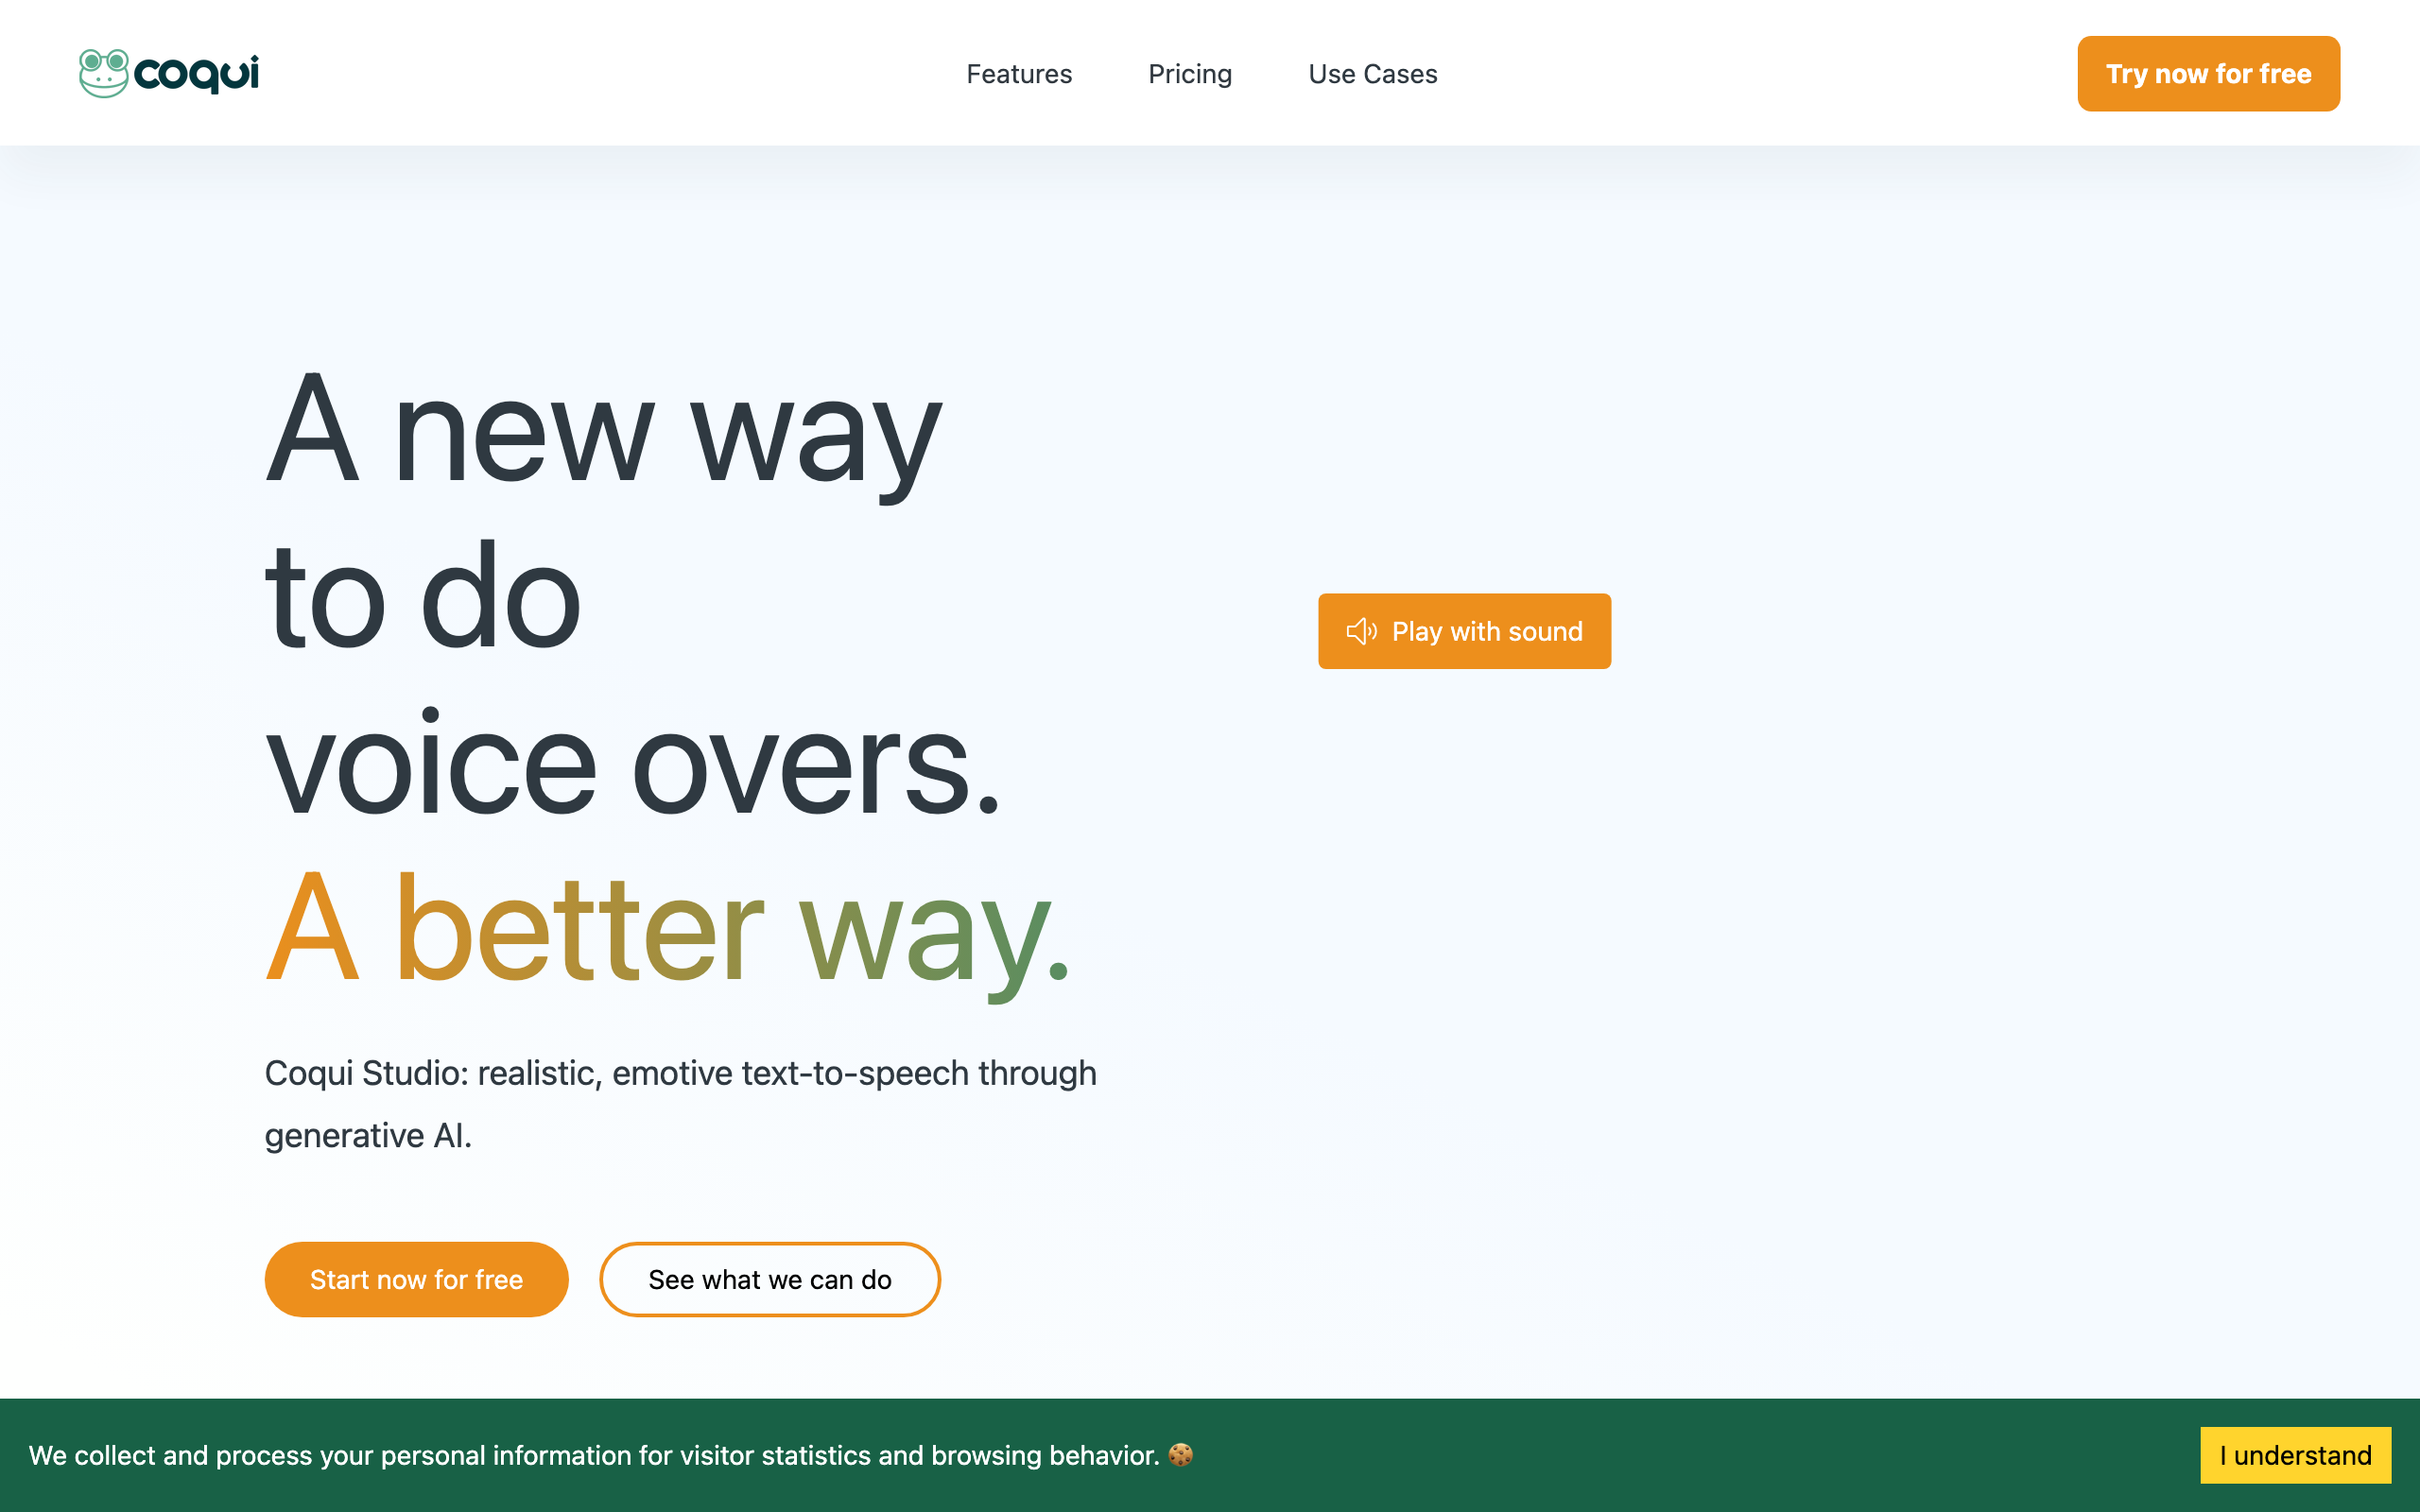 coqui
Features
Pricing
Use Cases
Try now for free
A new way
to do
voice overs.
A better way.
Coqui Studio: realistic, emotive text-to-speech through
generative AI.
Play with sound
Start now for free
See what we can do
We collect and process your personal information for visitor statistics and browsing behavior. 🍪
I understand